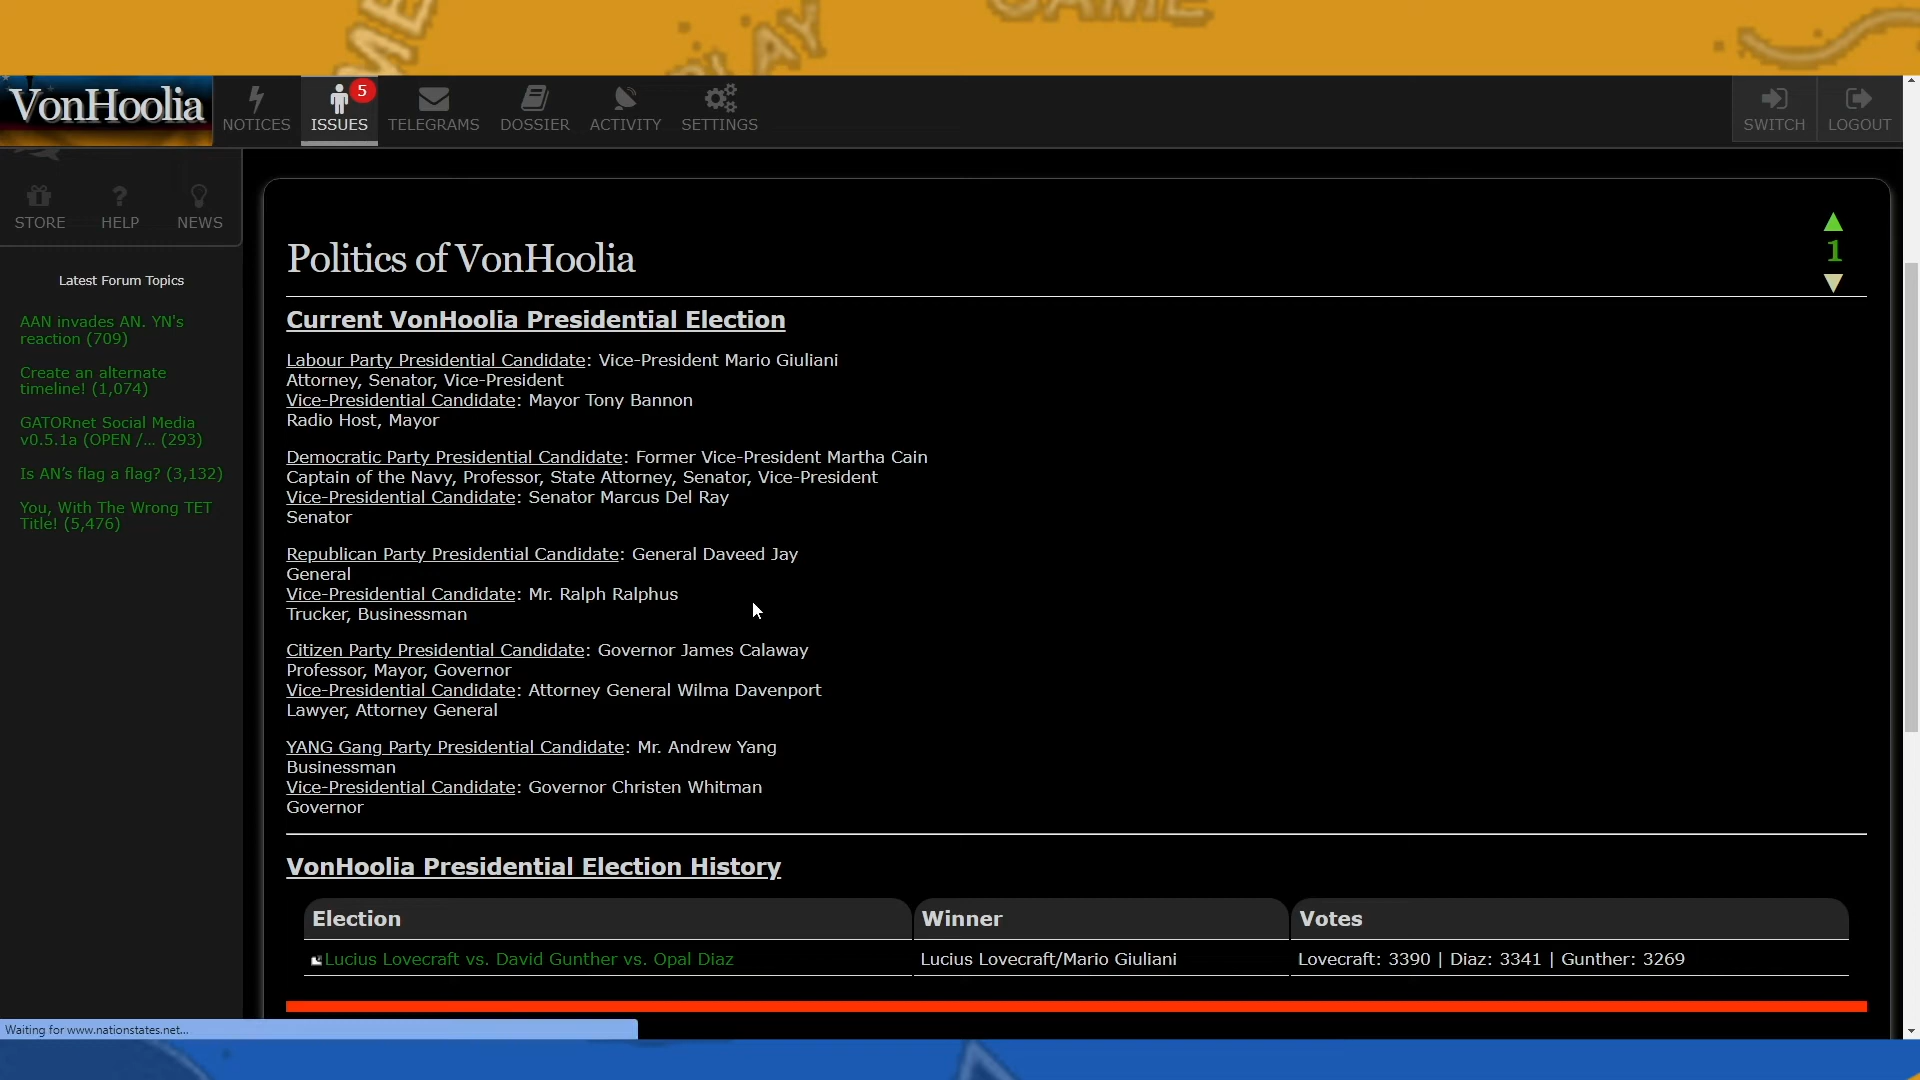 GAME
PLAY
VonHoolia
NOTICES
5
ISSUES
TELEGRAMS
DOSSIER
ACTIVITY
SETTINGS
SWITCH
LOGOUT
STORE
HELP
NEWS
Latest Forum Topics
AAN invades AN. YN's
reaction (709)
Create an alternate
timeline! (1,074)
GATORnet Social Media
v0.5.1a (OPEN /... (293)
Is AN’s flag a flag? (3,132)
You, With The Wrong TET
Title! (5,476)
Politics of VonHoolia
1
Current VonHoolia Presidential Election
Labour Party Presidential Candidate: Vice-President Mario Giuliani
Attorney, Senator, Vice-President
Vice-Presidential Candidate: Mayor Tony Bannon
Radio Host, Mayor
Democratic Party Presidential Candidate: Former Vice-President Martha Cain
Captain of the Navy, Professor, State Attorney, Senator, Vice-President
Vice-Presidential Candidate: Senator Marcus Del Ray
Senator
Republican Party Presidential Candidate: General Daveed Jay
General
Vice-Presidential Candidate: Mr. Ralph Ralphus
Trucker, Businessman
Citizen Party Presidential Candidate: Governor James Calaway
Professor, Mayor, Governor
Vice-Presidential Candidate: Attorney General Wilma Davenport
Lawyer, Attorney General
YANG Gang Party Presidential Candidate: Mr. Andrew Yang
Businessman
Vice-Presidential Candidate: Governor Christen Whitman
Governor
VonHoolia Presidential Election History
Election Winner Votes
Lucius Lovecraft vs. David Gunther vs. Opal Diaz Lucius Lovecraft/Mario Giuliani Lovecraft: 3390 | Diaz: 3341 | Gunther: 3269
Waiting for www.nationstates.net...